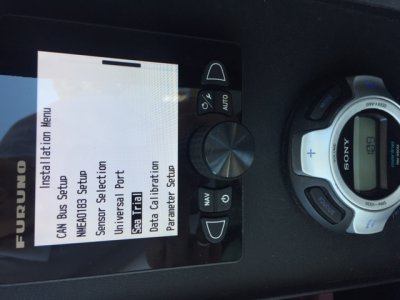 Installation Menu
CAN Bus Setup
NMEA0183 Setup
Sensor Selection
Universal Port
Sea Trial
Data Calibration
Parameter Setup
FURUNO
AUTO
NAV
SONY
109